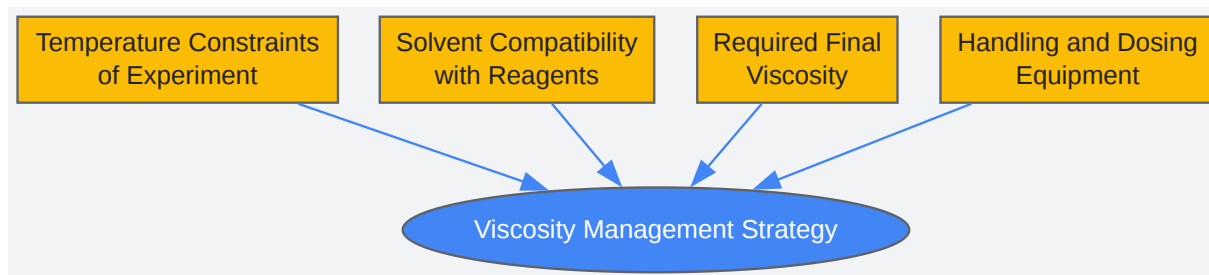 Temperature Constraints
of Experiment
Solvent Compatibility
with Reagents
Required Final
Viscosity
Handling and Dosing
Equipment
Viscosity Management Strategy